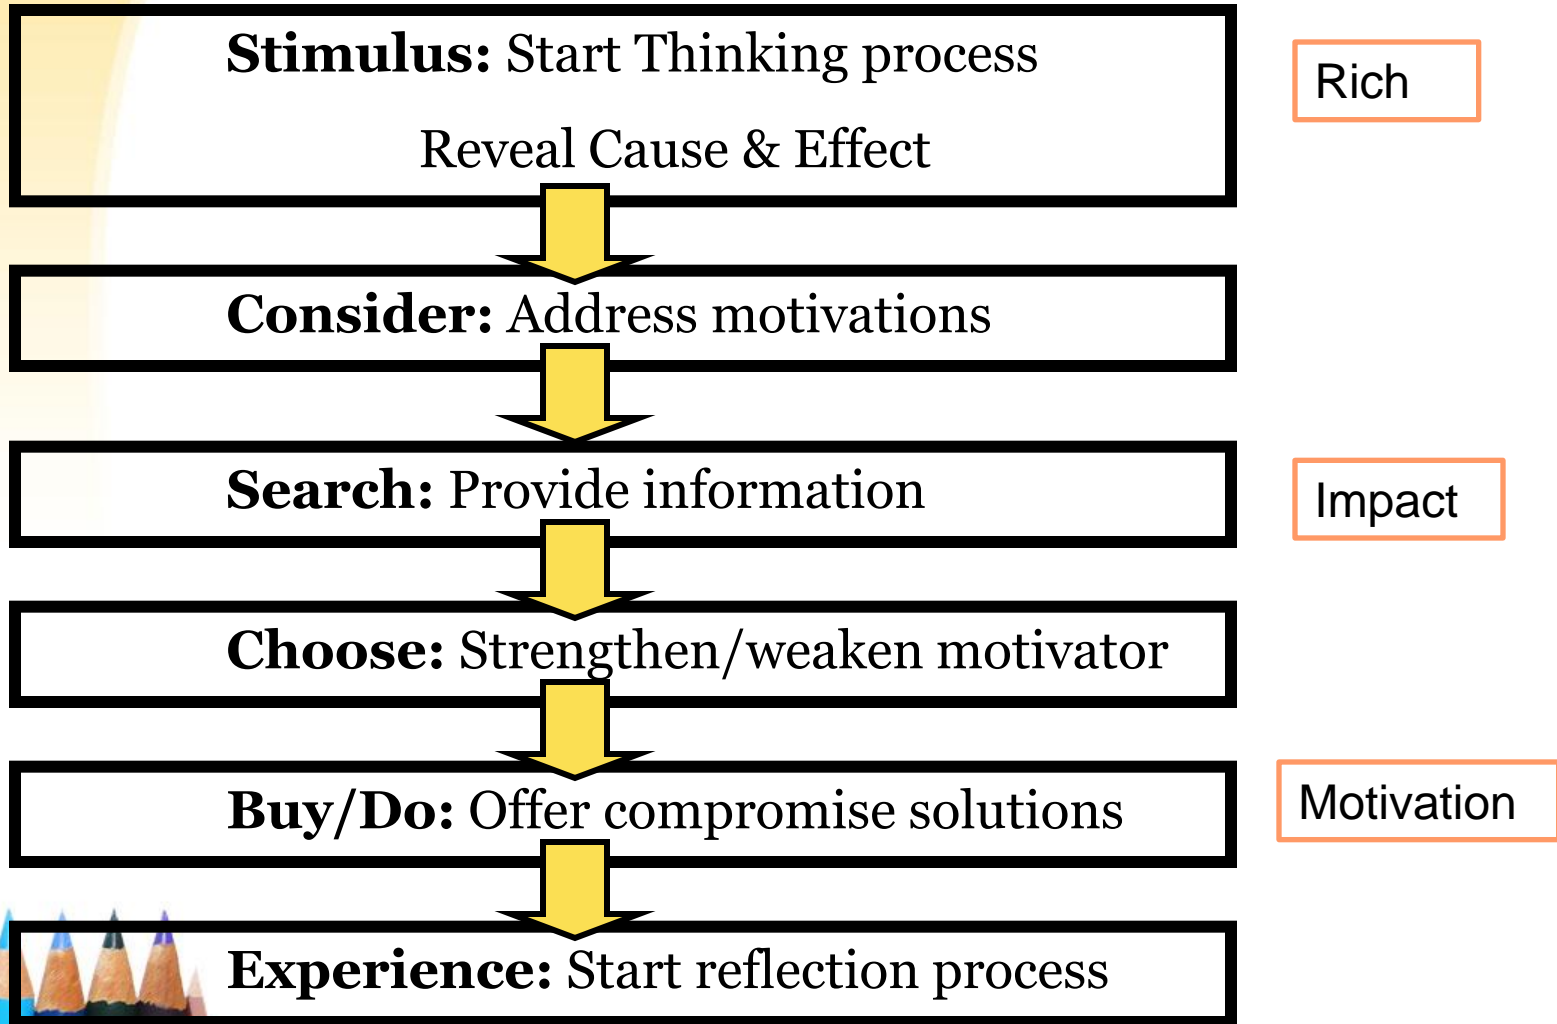 Stimulus: Start Thinking process
Reveal Cause & Effect
Rich
Consider: Address motivations
Search: Provide information
Impact
Choose: Strengthen/weaken motivator
Buy/Do: Offer compromise solutions
Motivation
Experience: Start reflection process